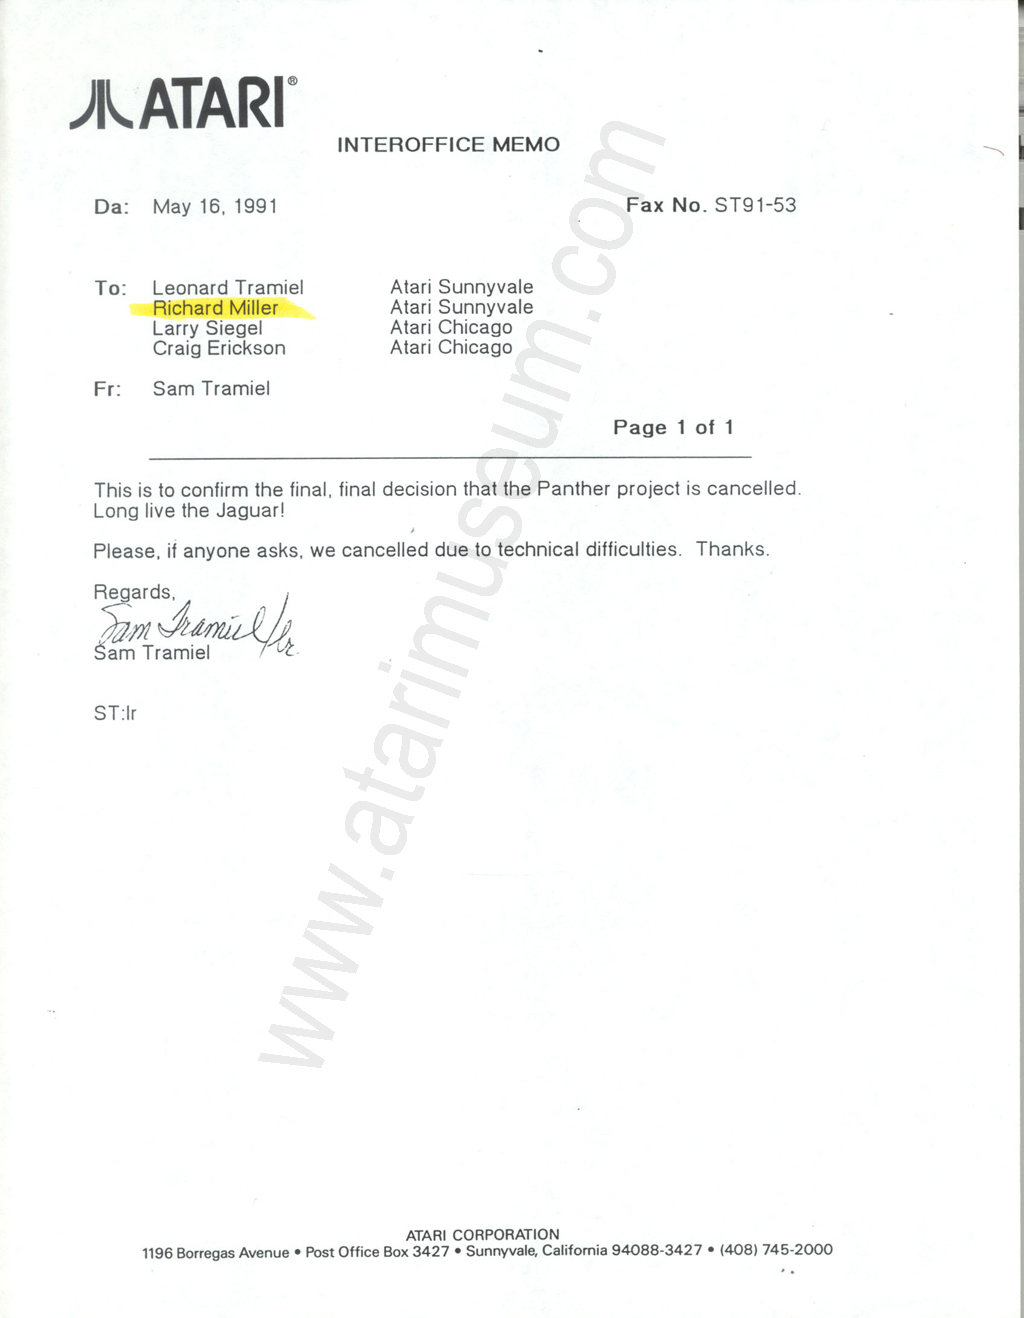 ATARI®
INTEROFFICE MEMO
Da: May 16, 1991 Fax No. ST91-53
To: Leonard Tramiel Atari Sunnyvale
Richard Miller Atari Sunnyvale
Larry Siegel Atari Chicago
Craig Erickson Atari Chicago
Fr: Sam Tramiel
Page 1 of 1
This is to confirm the final, final decision that the Panther project is cancelled.
Long live the Jaguar!
Please, if anyone asks, we cancelled due to technical difficulties. Thanks.
Regards,
Sam Tramiel/lr
Sam Tramiel
ST:lr
www.atarimuseum.com
ATARI CORPORATION
1196 Borregas Avenue • Post Office Box 3427 • Sunnyvale, California 94088-3427 • (408) 745-2000